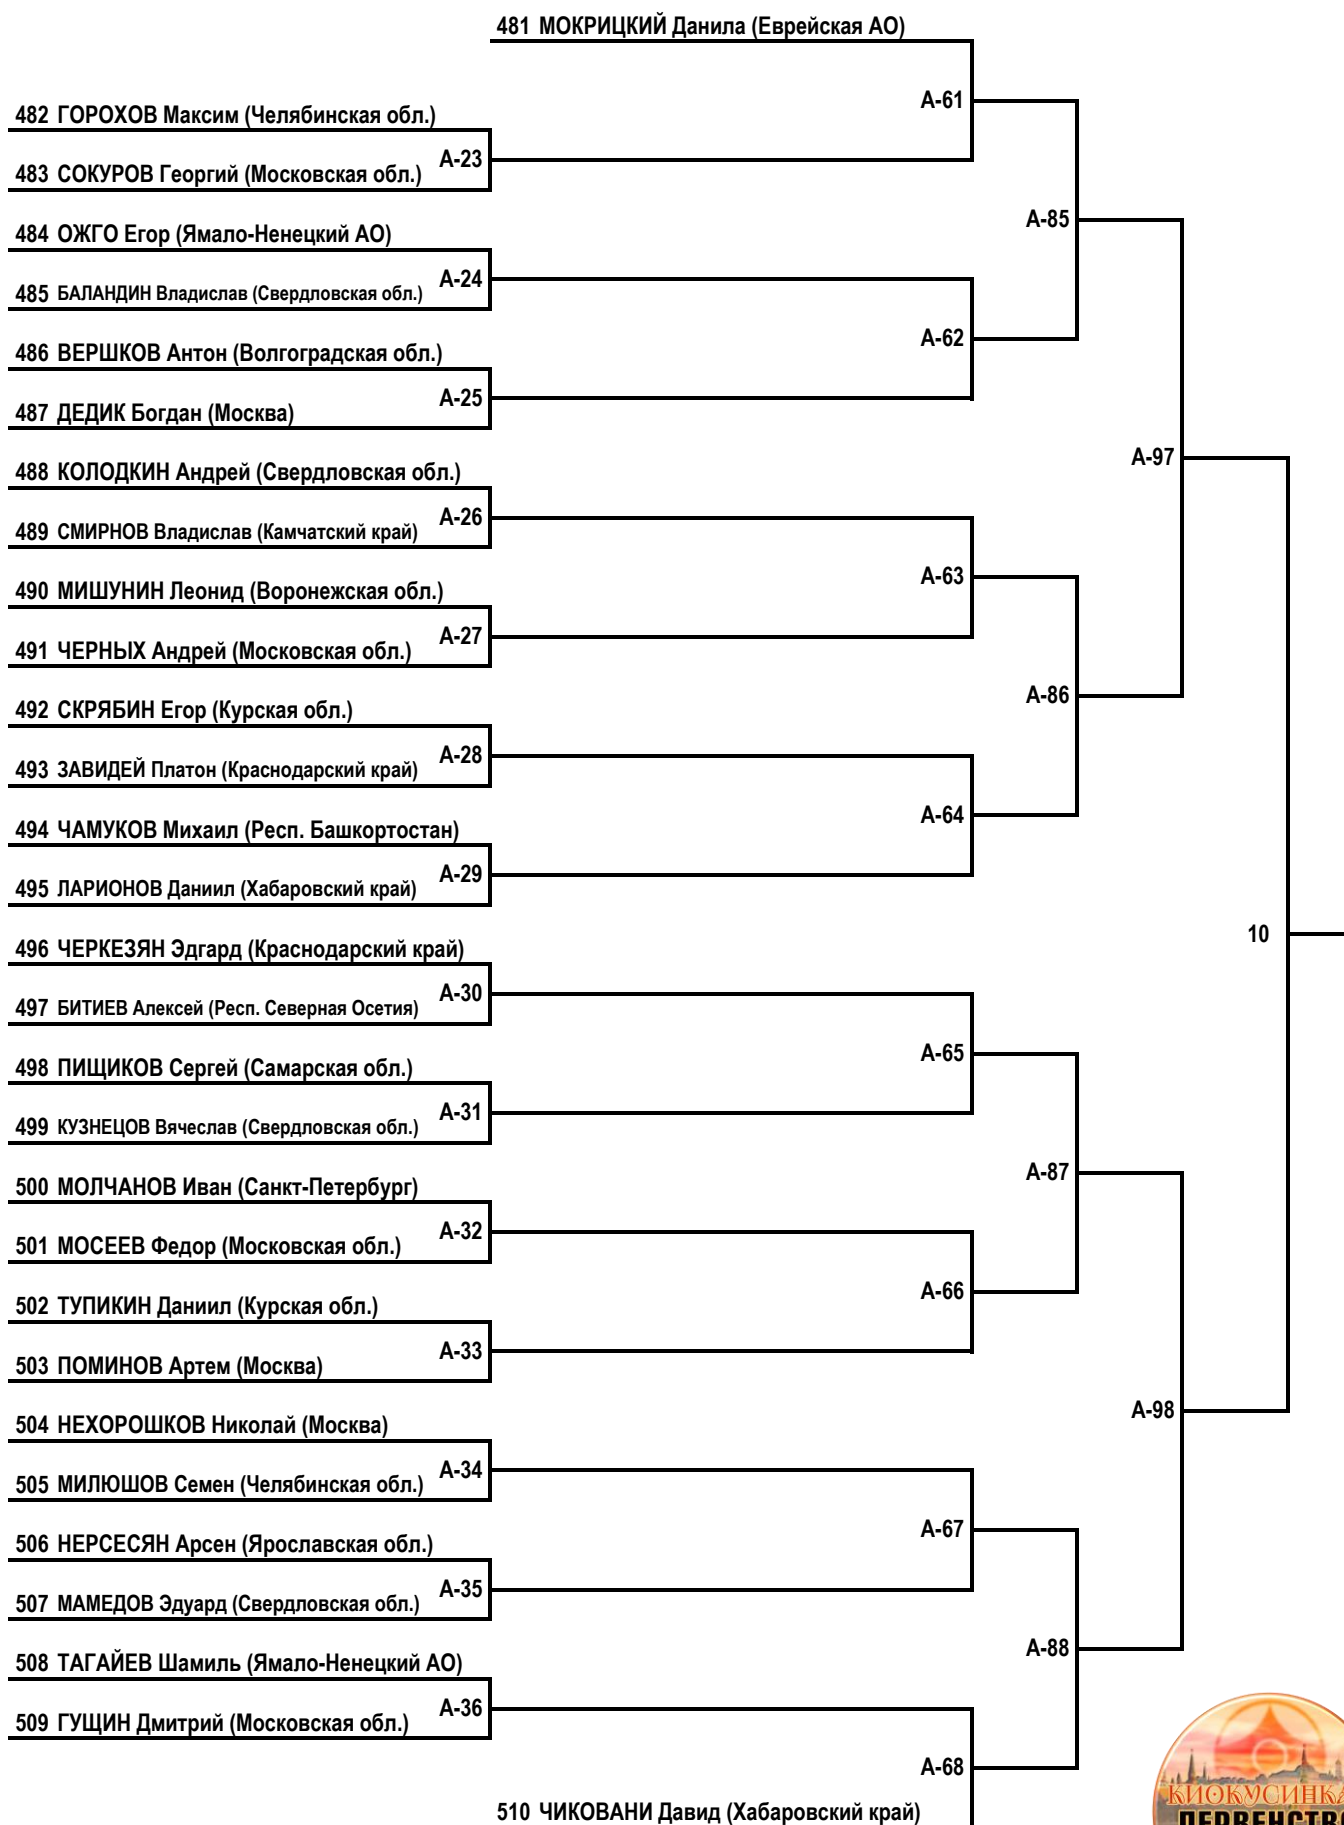 481 МОКРИЦКИЙ Данила (Еврейская АО)
А-61
482 ГОРОХОВ Максим (Челябинская обл.)
А-23
483 СОКУРОВ Георгий (Московская обл.)
А-85
484 ОЖГО Егор (Ямало-Ненецкий АО)
А-24
485 БАЛАНДИН Владислав (Свердловская обл.)
А-62
486 ВЕРШКОВ Антон (Волгоградская обл.)
А-25
487 ДЕДИК Богдан (Москва)
А-97
488 КОЛОДКИН Андрей (Свердловская обл.)
А-26
489 СМИРНОВ Владислав (Камчатский край)
А-63
490 МИШУНИН Леонид (Воронежская обл.)
А-27
491 ЧЕРНЫХ Андрей (Московская обл.)
А-86
492 СКРЯБИН Егор (Курская обл.)
А-28
493 ЗАВИДЕЙ Платон (Краснодарский край)
А-64
494 ЧАМУКОВ Михаил (Респ. Башкортостан)
А-29
495 ЛАРИОНОВ Даниил (Хабаровский край)
10
496 ЧЕРКЕЗЯН Эдгард (Краснодарский край)
А-30
497 БИТИЕВ Алексей (Респ. Северная Осетия)
А-65
498 ПИЩИКОВ Сергей (Самарская обл.)
А-31
499 КУЗНЕЦОВ Вячеслав (Свердловская обл.)
А-87
500 МОЛЧАНОВ Иван (Санкт-Петербург)
А-32
501 МОСЕЕВ Федор (Московская обл.)
А-66
502 ТУПИКИН Даниил (Курская обл.)
А-33
503 ПОМИНОВ Артем (Москва)
А-98
504 НЕХОРОШКОВ Николай (Москва)
А-34
505 МИЛЮШОВ Семен (Челябинская обл.)
А-67
506 НЕРСЕСЯН Арсен (Ярославская обл.)
А-35
507 МАМЕДОВ Эдуард (Свердловская обл.)
А-88
508 ТАГАЙЕВ Шамиль (Ямало-Ненецкий АО)
А-36
509 ГУЩИН Дмитрий (Московская обл.)
А-68
510 ЧИКОВАНИ Давид (Хабаровский край)
КИОКУСИНКА
ПЕРВЕНСТВО